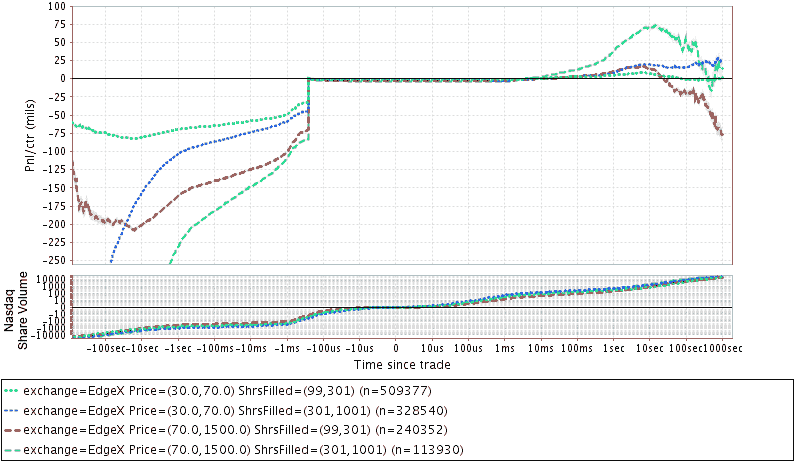 100
75
50
25
0
-25
-50
-75
-100
-125
-150
-175
-200
-225
-250
Pnl/ctr (mils)
10000
1000
100
10
1
-1
-10
-10000
Nasdaq
Share Volume
-100sec -10sec -1sec -100ms -10ms -1ms -100us -10us 0 10us 100us 1ms 10ms 100ms 1sec 10sec 100sec 1000sec
Time since trade
exchange=EdgeX Price=(30.0,70.0) ShrsFilled=(99,301) (n=509377)
exchange=EdgeX Price=(30.0,70.0) ShrsFilled=(301,1001) (n=328540)
exchange=EdgeX Price=(70.0,1500.0) ShrsFilled=(99,301) (n=240352)
exchange=EdgeX Price=(70.0,1500.0) ShrsFilled=(301,1001) (n=113930)